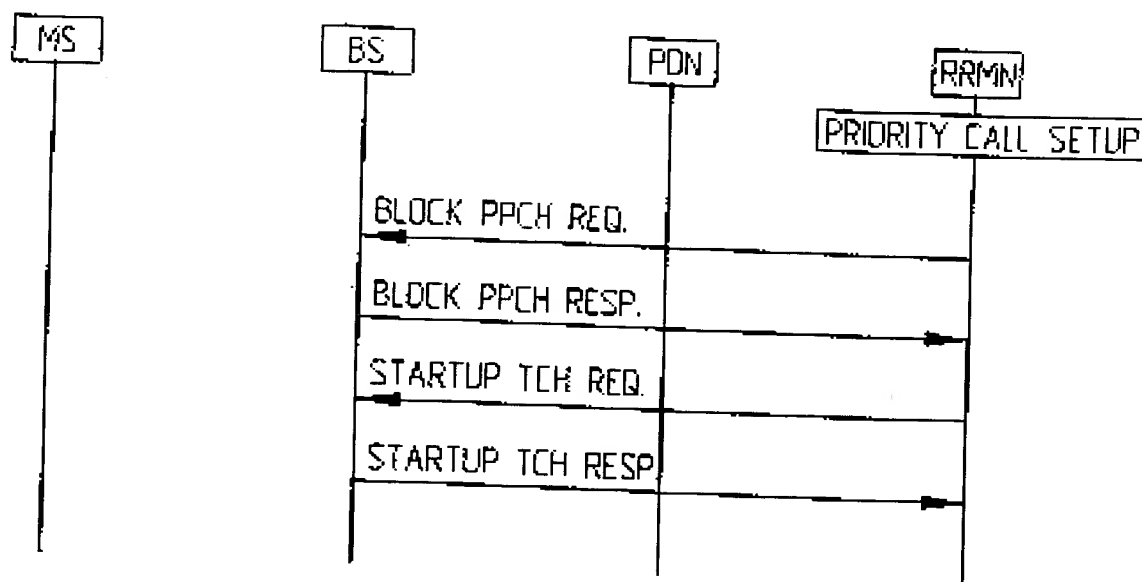 MS
BS
PDN
RRMN
PRIORITY CALL SETUP
BLOCK PPCH REQ.
BLOCK PPCH RESP.
STARTUP TCH REQ.
STARTUP TCH RESP